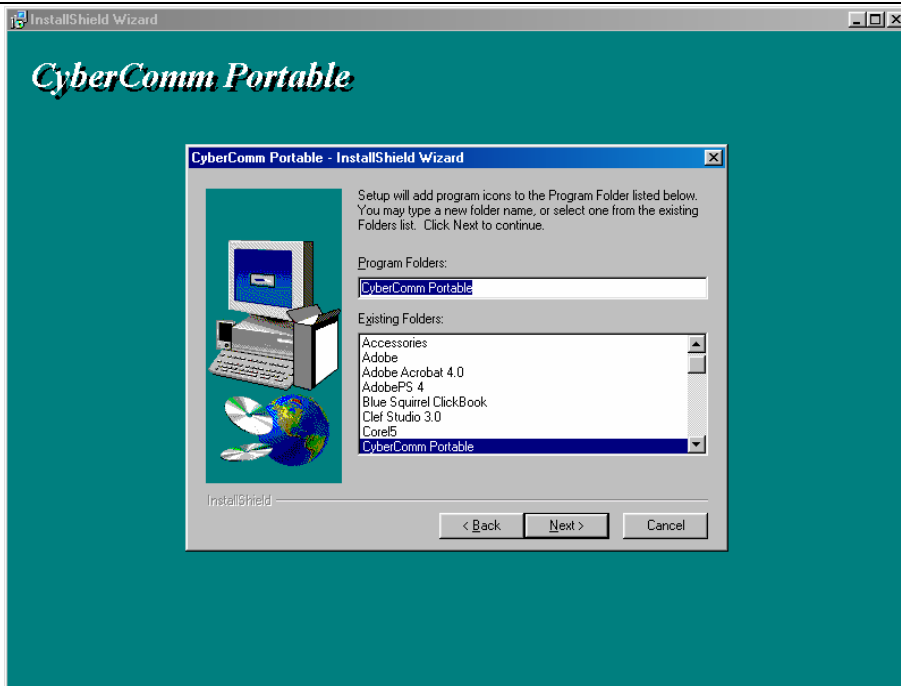 InstallShield Wizard
CyberComm Portable
CyberComm Portable - InstallShield Wizard
Setup will add program icons to the Program Folder listed below.
You may type a new folder name, or select one from the existing
Folders list. Click Next to continue.
Program Folders:
CyberComm Portable
Existing Folders:
Accessories
Adobe
Adobe Acrobat 4.0
AdobePS 4
Blue Squirrel ClickBook
Clef Studio 3.0
Corel5
CyberComm Portable
InstallShield
< Back Next > Cancel